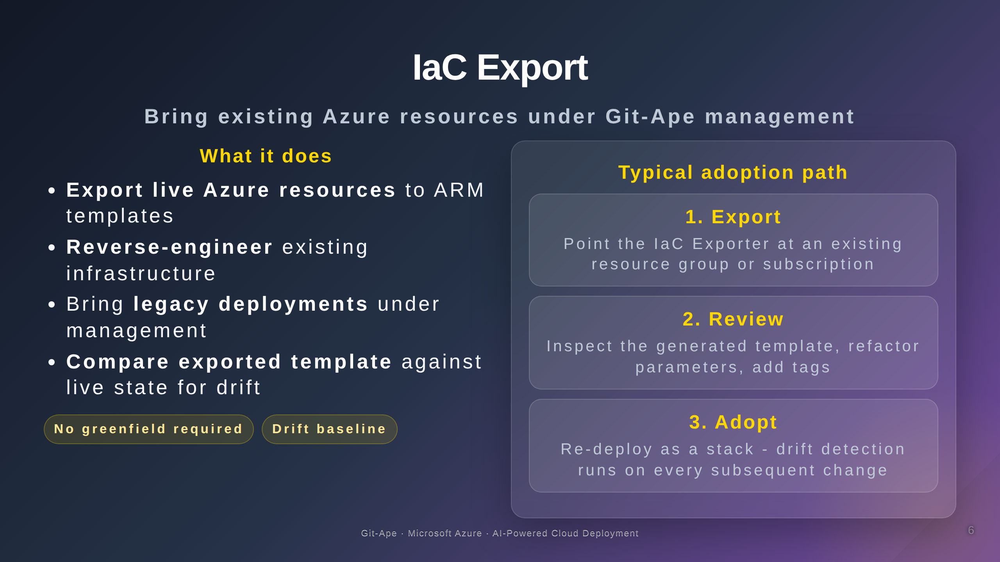 IaC Export
Bring existing Azure resources under Git-Ape management
What it does
• Export live Azure resources to ARM
templates
• Reverse-engineer existing
infrastructure
• Bring legacy deployments under
management
• Compare exported template against
live state for drift
No greenfield required
Drift baseline
Typical adoption path
1. Export
Point the IaC Exporter at an existing
resource group or subscription
2. Review
Inspect the generated template, refactor
parameters, add tags
3. Adopt
Re-deploy as a stack - drift detection
runs on every subsequent change
Git-Ape · Microsoft Azure · AI-Powered Cloud Deployment
6